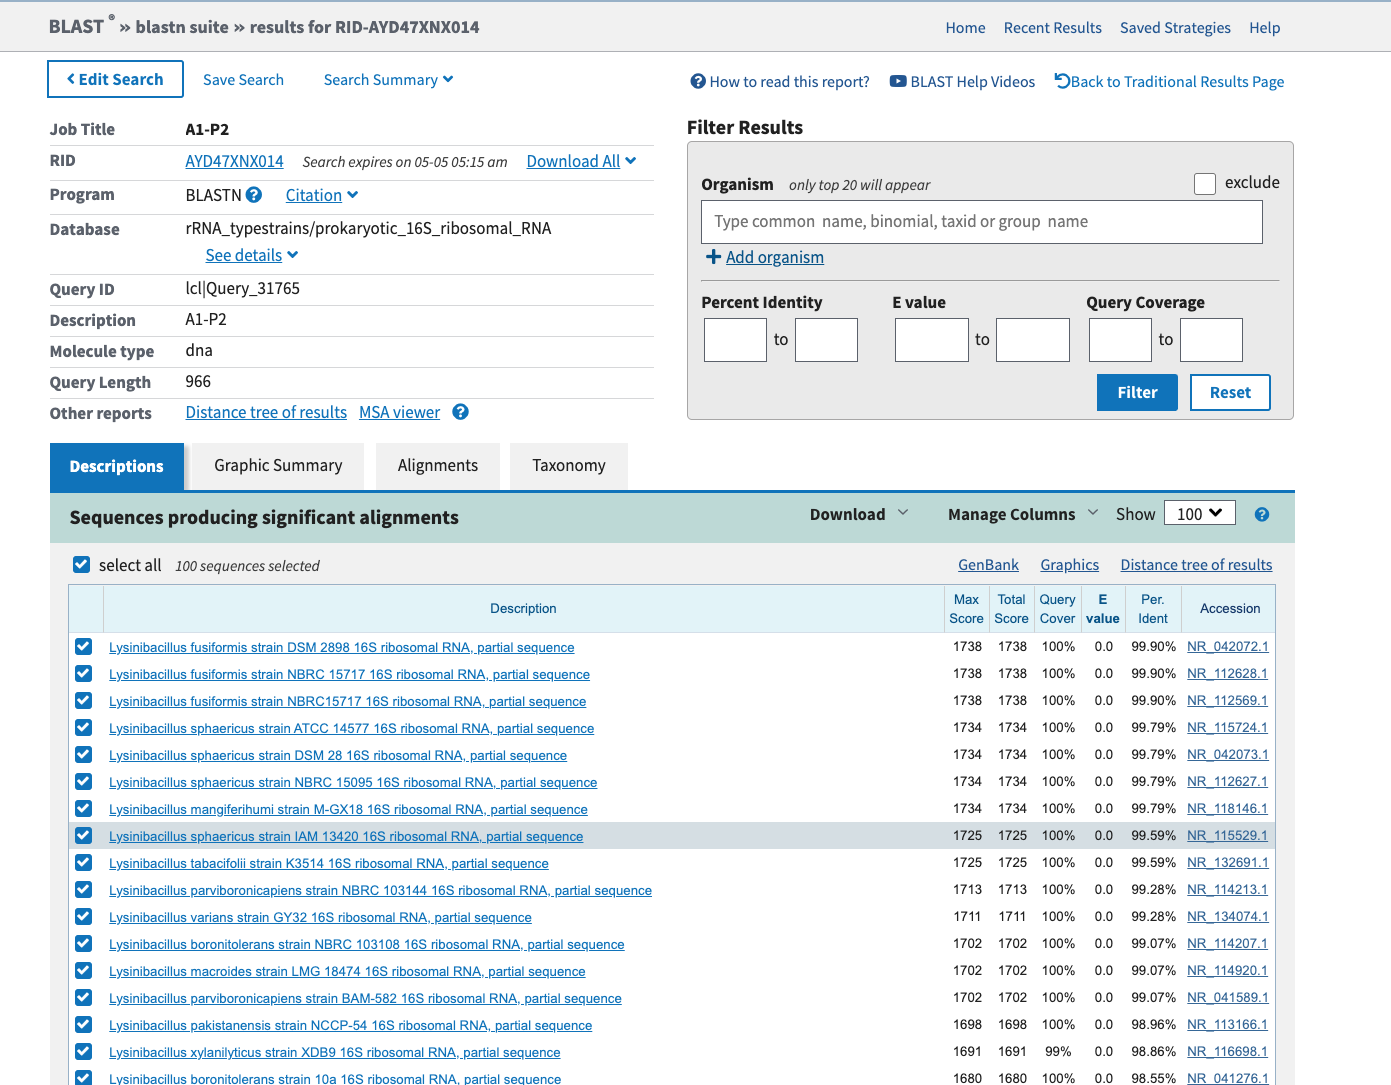 BLAST ® » blastn suite » results for RID-AYD47XNX014
Home Recent Results Saved Strategies Help
Edit Search Save Search Search Summary
How to read this report? BLAST Help Videos Back to Traditional Results Page
Job Title A1-P2
RID AYD47XNX014 Search expires on 05-05 05:15 am Download All
Program BLASTN Citation
Database rRNA_typestrains/prokaryotic_16S_ribosomal_RNA
See details
Query ID lcl|Query_31765
Description A1-P2
Molecule type dna
Query Length 966
Other reports Distance tree of results MSA viewer
Filter Results
Organism only top 20 will appear exclude
Type common name, binomial, taxid or group name
Add organism
Percent Identity E value Query Coverage
to to to
Filter Reset
Descriptions Graphic Summary Alignments Taxonomy
Sequences producing significant alignments Download Manage Columns Show 100
select all 100 sequences selected GenBank Graphics Distance tree of results
Description Max Score Total Score Query Cover E value Per. Ident Accession
Lysinibacillus fusiformis strain DSM 2898 16S ribosomal RNA, partial sequence 1738 1738 100% 0.0 99.90% NR_042072.1
Lysinibacillus fusiformis strain NBRC 15717 16S ribosomal RNA, partial sequence 1738 1738 100% 0.0 99.90% NR_112628.1
Lysinibacillus fusiformis strain NBRC15717 16S ribosomal RNA, partial sequence 1738 1738 100% 0.0 99.90% NR_112569.1
Lysinibacillus sphaericus strain ATCC 14577 16S ribosomal RNA, partial sequence 1734 1734 100% 0.0 99.79% NR_115724.1
Lysinibacillus sphaericus strain DSM 28 16S ribosomal RNA, partial sequence 1734 1734 100% 0.0 99.79% NR_042073.1
Lysinibacillus sphaericus strain NBRC 15095 16S ribosomal RNA, partial sequence 1734 1734 100% 0.0 99.79% NR_112627.1
Lysinibacillus mangiferihumi strain M-GX18 16S ribosomal RNA, partial sequence 1734 1734 100% 0.0 99.79% NR_118146.1
Lysinibacillus sphaericus strain IAM 13420 16S ribosomal RNA, partial sequence 1725 1725 100% 0.0 99.59% NR_115529.1
Lysinibacillus tabacifolii strain K3514 16S ribosomal RNA, partial sequence 1725 1725 100% 0.0 99.59% NR_132691.1
Lysinibacillus parviboronicapiens strain NBRC 103144 16S ribosomal RNA, partial sequence 1713 1713 100% 0.0 99.28% NR_114213.1
Lysinibacillus varians strain GY32 16S ribosomal RNA, partial sequence 1711 1711 100% 0.0 99.28% NR_134074.1
Lysinibacillus boronitolerans strain NBRC 103108 16S ribosomal RNA, partial sequence 1702 1702 100% 0.0 99.07% NR_114207.1
Lysinibacillus macroides strain LMG 18474 16S ribosomal RNA, partial sequence 1702 1702 100% 0.0 99.07% NR_114920.1
Lysinibacillus parviboronicapiens strain BAM-582 16S ribosomal RNA, partial sequence 1702 1702 100% 0.0 99.07% NR_041589.1
Lysinibacillus pakistanensis strain NCCP-54 16S ribosomal RNA, partial sequence 1698 1698 100% 0.0 98.96% NR_113166.1
Lysinibacillus xylanilyticus strain XDB9 16S ribosomal RNA, partial sequence 1691 1691 99% 0.0 98.86% NR_116698.1
Lysinibacillus boronitolerans strain 10a 16S ribosomal RNA, partial sequence 1680 1680 100% 0.0 98.55% NR_041276.1